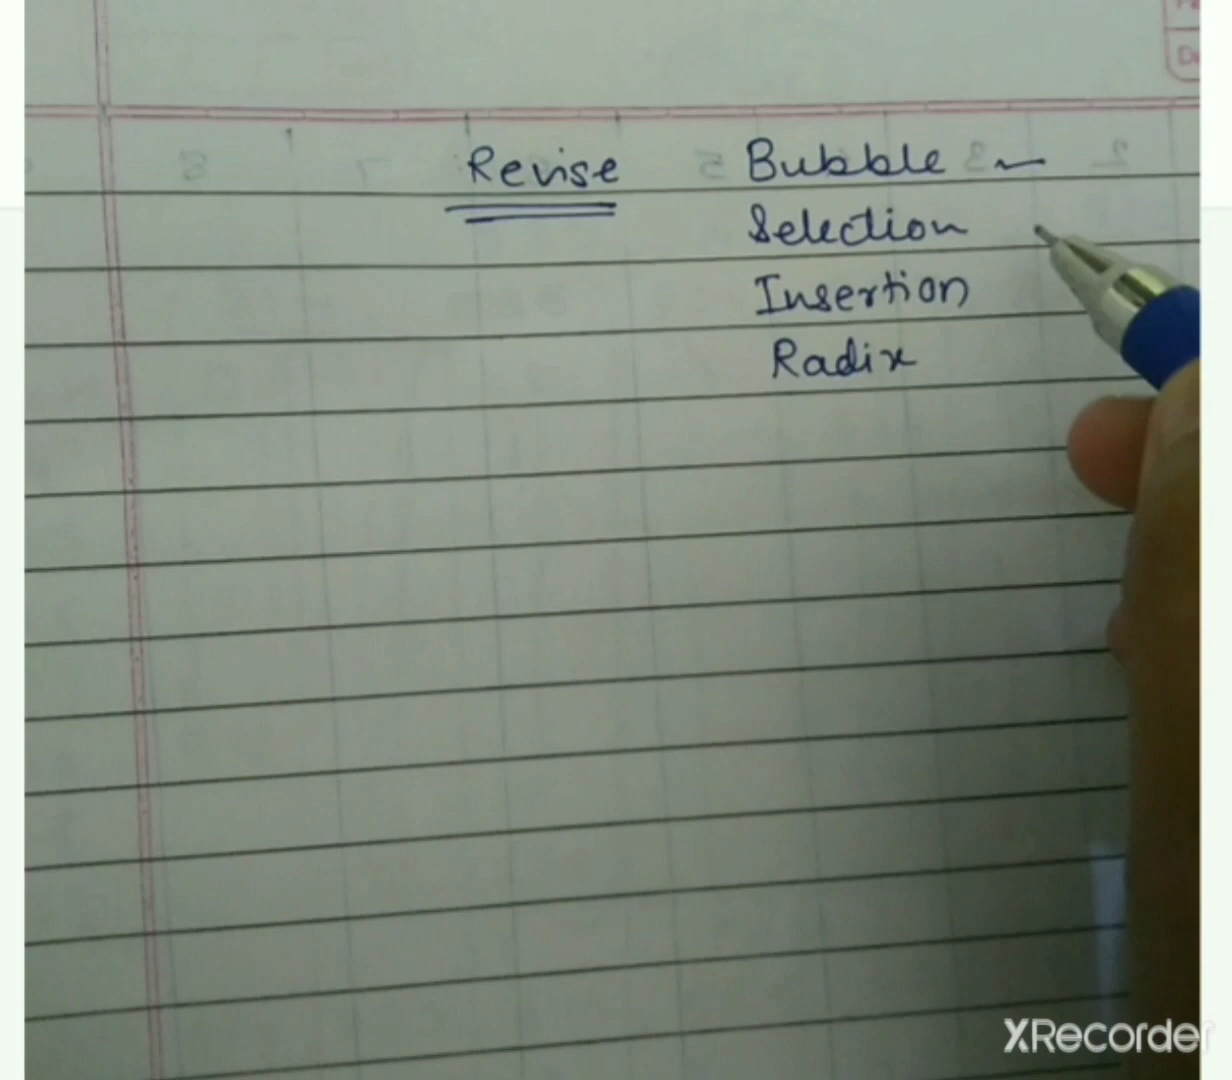 Revise Bubble ~
Selection
Insertion
Radix
XRecorder